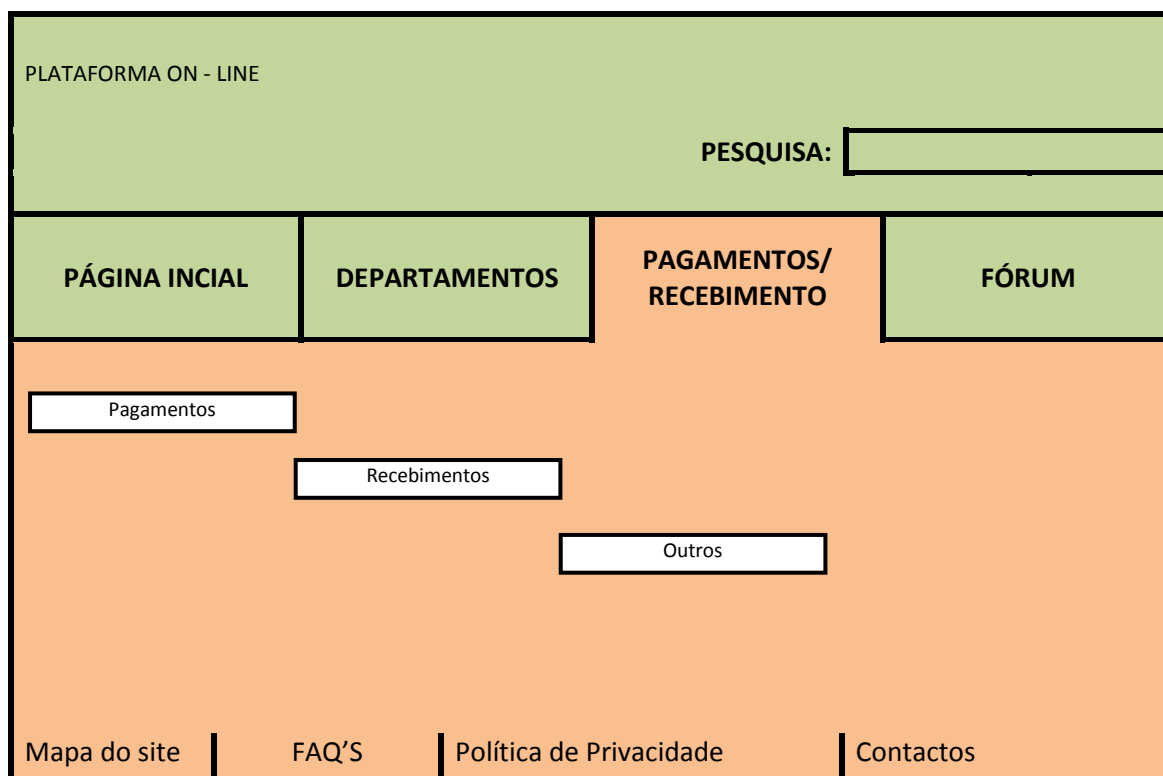 PLATAFORMA ON - LINE
PESQUISA:
PÁGINA INCIAL
DEPARTAMENTOS
PAGAMENTOS/
RECEBIMENTO
FÓRUM
Pagamentos
Recebimentos
Outros
Mapa do site
FAQ’S
Política de Privacidade
Contactos